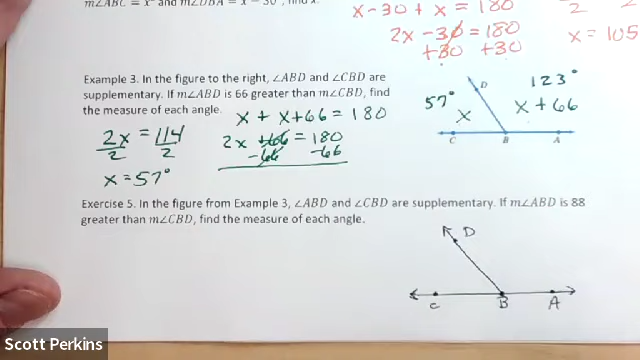 m∠ABC = x and m∠DBA = x − 30, find x.
x − 30 + x = 180
2x − 30 = 180
+30 +30
2 2
x = 105
Example 3. In the figure to the right, ∠ABD and ∠CBD are
supplementary. If m∠ABD is 66 greater than m∠CBD, find
the measure of each angle.
x + x + 66 = 180
2x + 66 = 180
−66 −66
2x = 114
2 2
x = 57°
57° x
123°
x + 66
D
C B A
Exercise 5. In the figure from Example 3, ∠ABD and ∠CBD are supplementary. If m∠ABD is 88
greater than m∠CBD, find the measure of each angle.
D
C B A
Scott Perkins